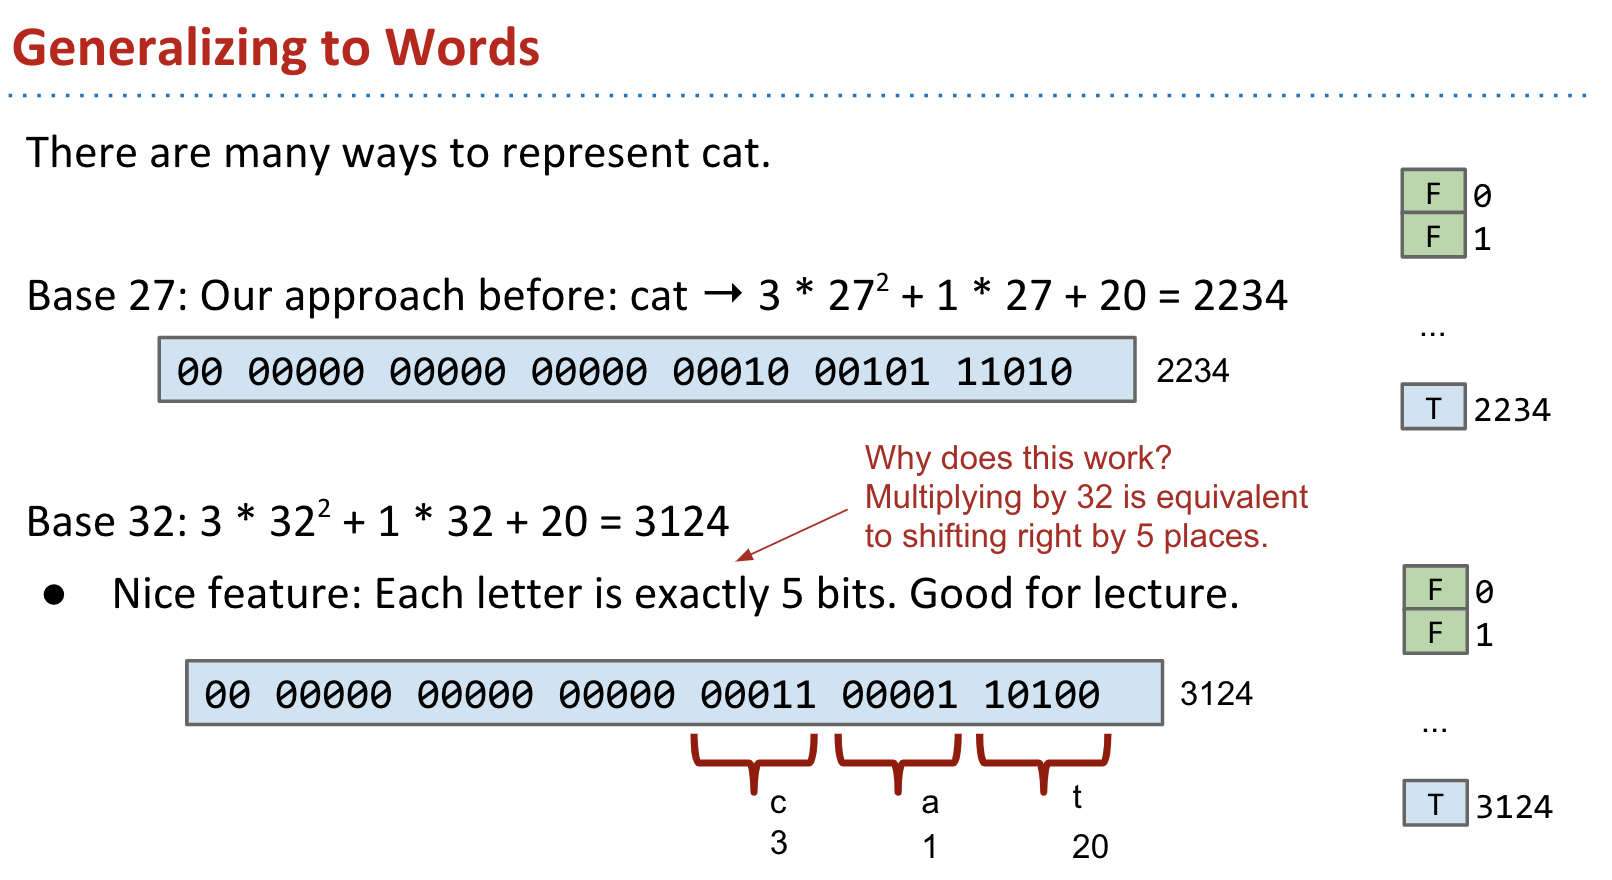 Generalizing to Words
There are many ways to represent cat.
F 0
F 1
Base 27: Our approach before: cat → 3 * 27² + 1 * 27 + 20 = 2234
...
00 00000 00000 00000 00010 00101 11010 2234
T 2234
Why does this work?
Multiplying by 32 is equivalent
to shifting right by 5 places.
Base 32: 3 * 32² + 1 * 32 + 20 = 3124
● Nice feature: Each letter is exactly 5 bits. Good for lecture.
F 0
F 1
00 00000 00000 00000 00011 00001 10100 3124
...
c a t
3 1 20
T 3124